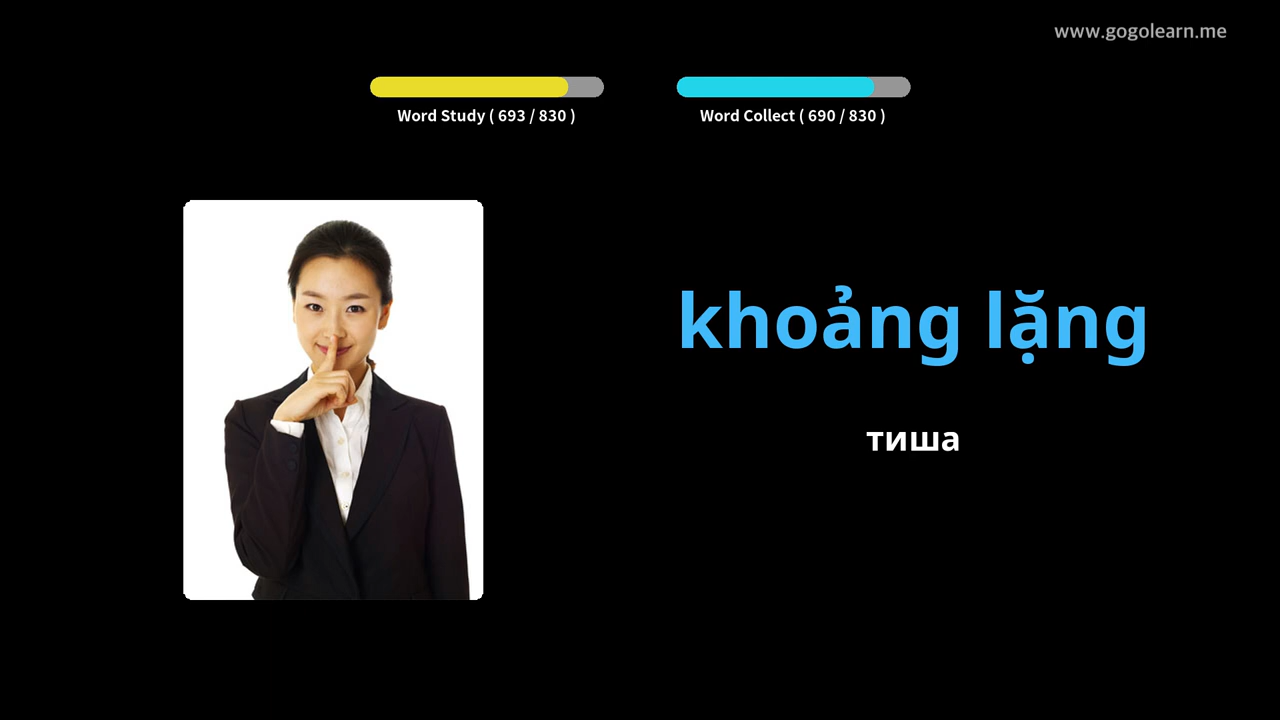 www.gogolearn.me
Word Study ( 693 / 830 )
Word Collect ( 690 / 830 )
khoảng lặng
тиша